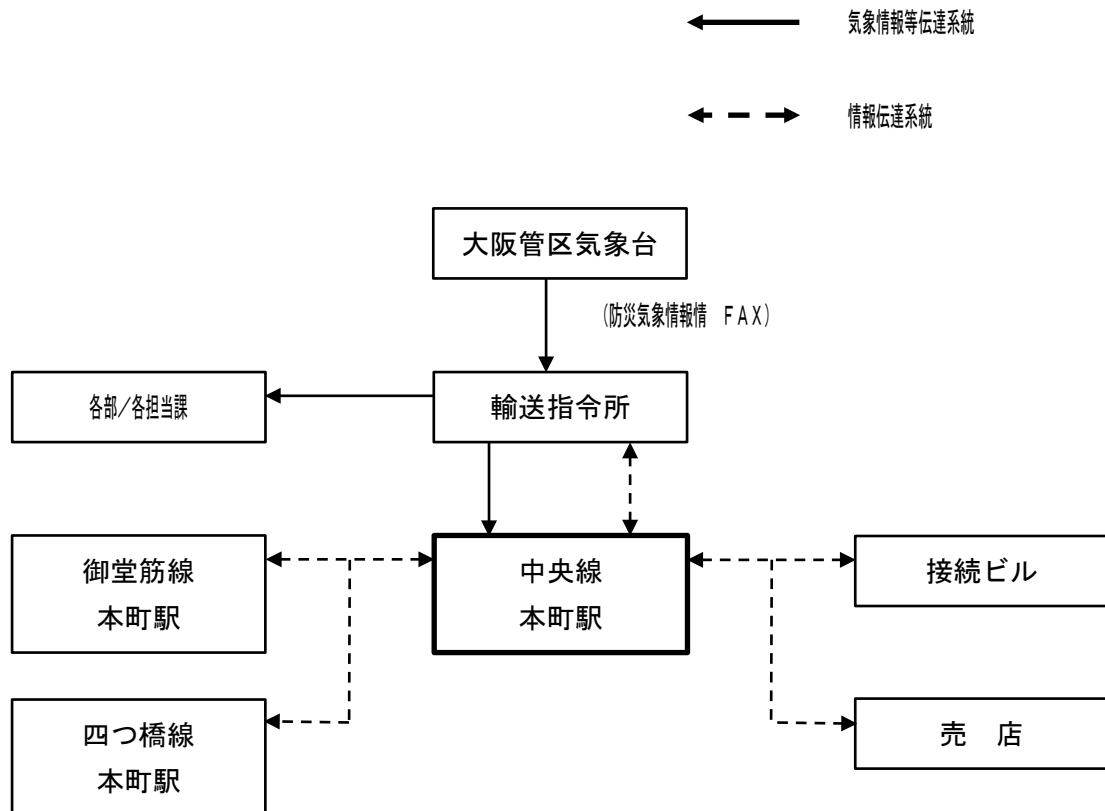 気象情報等伝達系統
情報伝達系統
大阪管区気象台
(防災気象情報情　ＦＡＸ)
各部／各担当課
輸送指令所
御堂筋線
本町駅
中央線
本町駅
接続ビル
四つ橋線
本町駅
売　店